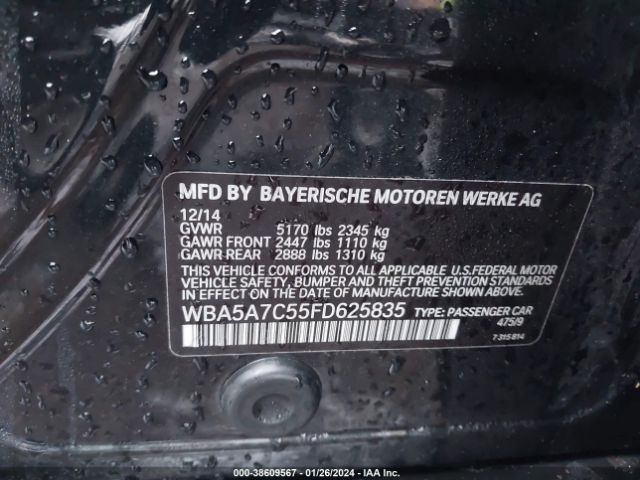 MFD BY BAYERISCHE MOTOREN WERKE AG
12/14
GVWR 5170 lbs 2345 kg
GAWR FRONT 2447 lbs 1110 kg
GAWR REAR 2888 lbs 1310 kg
THIS VEHICLE CONFORMS TO ALL APPLICABLE U.S.FEDERAL MOTOR
VEHICLE SAFETY, BUMPER AND THEFT PREVENTION STANDARDS
IN EFFECT ON THE DATE OF MANUFACTURE SHOWN ABOVE.
WBA5A7C55FD625835 TYPE: PASSENGER CAR
475/9
7 315 814
000-38609567 - 01/26/2024 - IAA Inc.